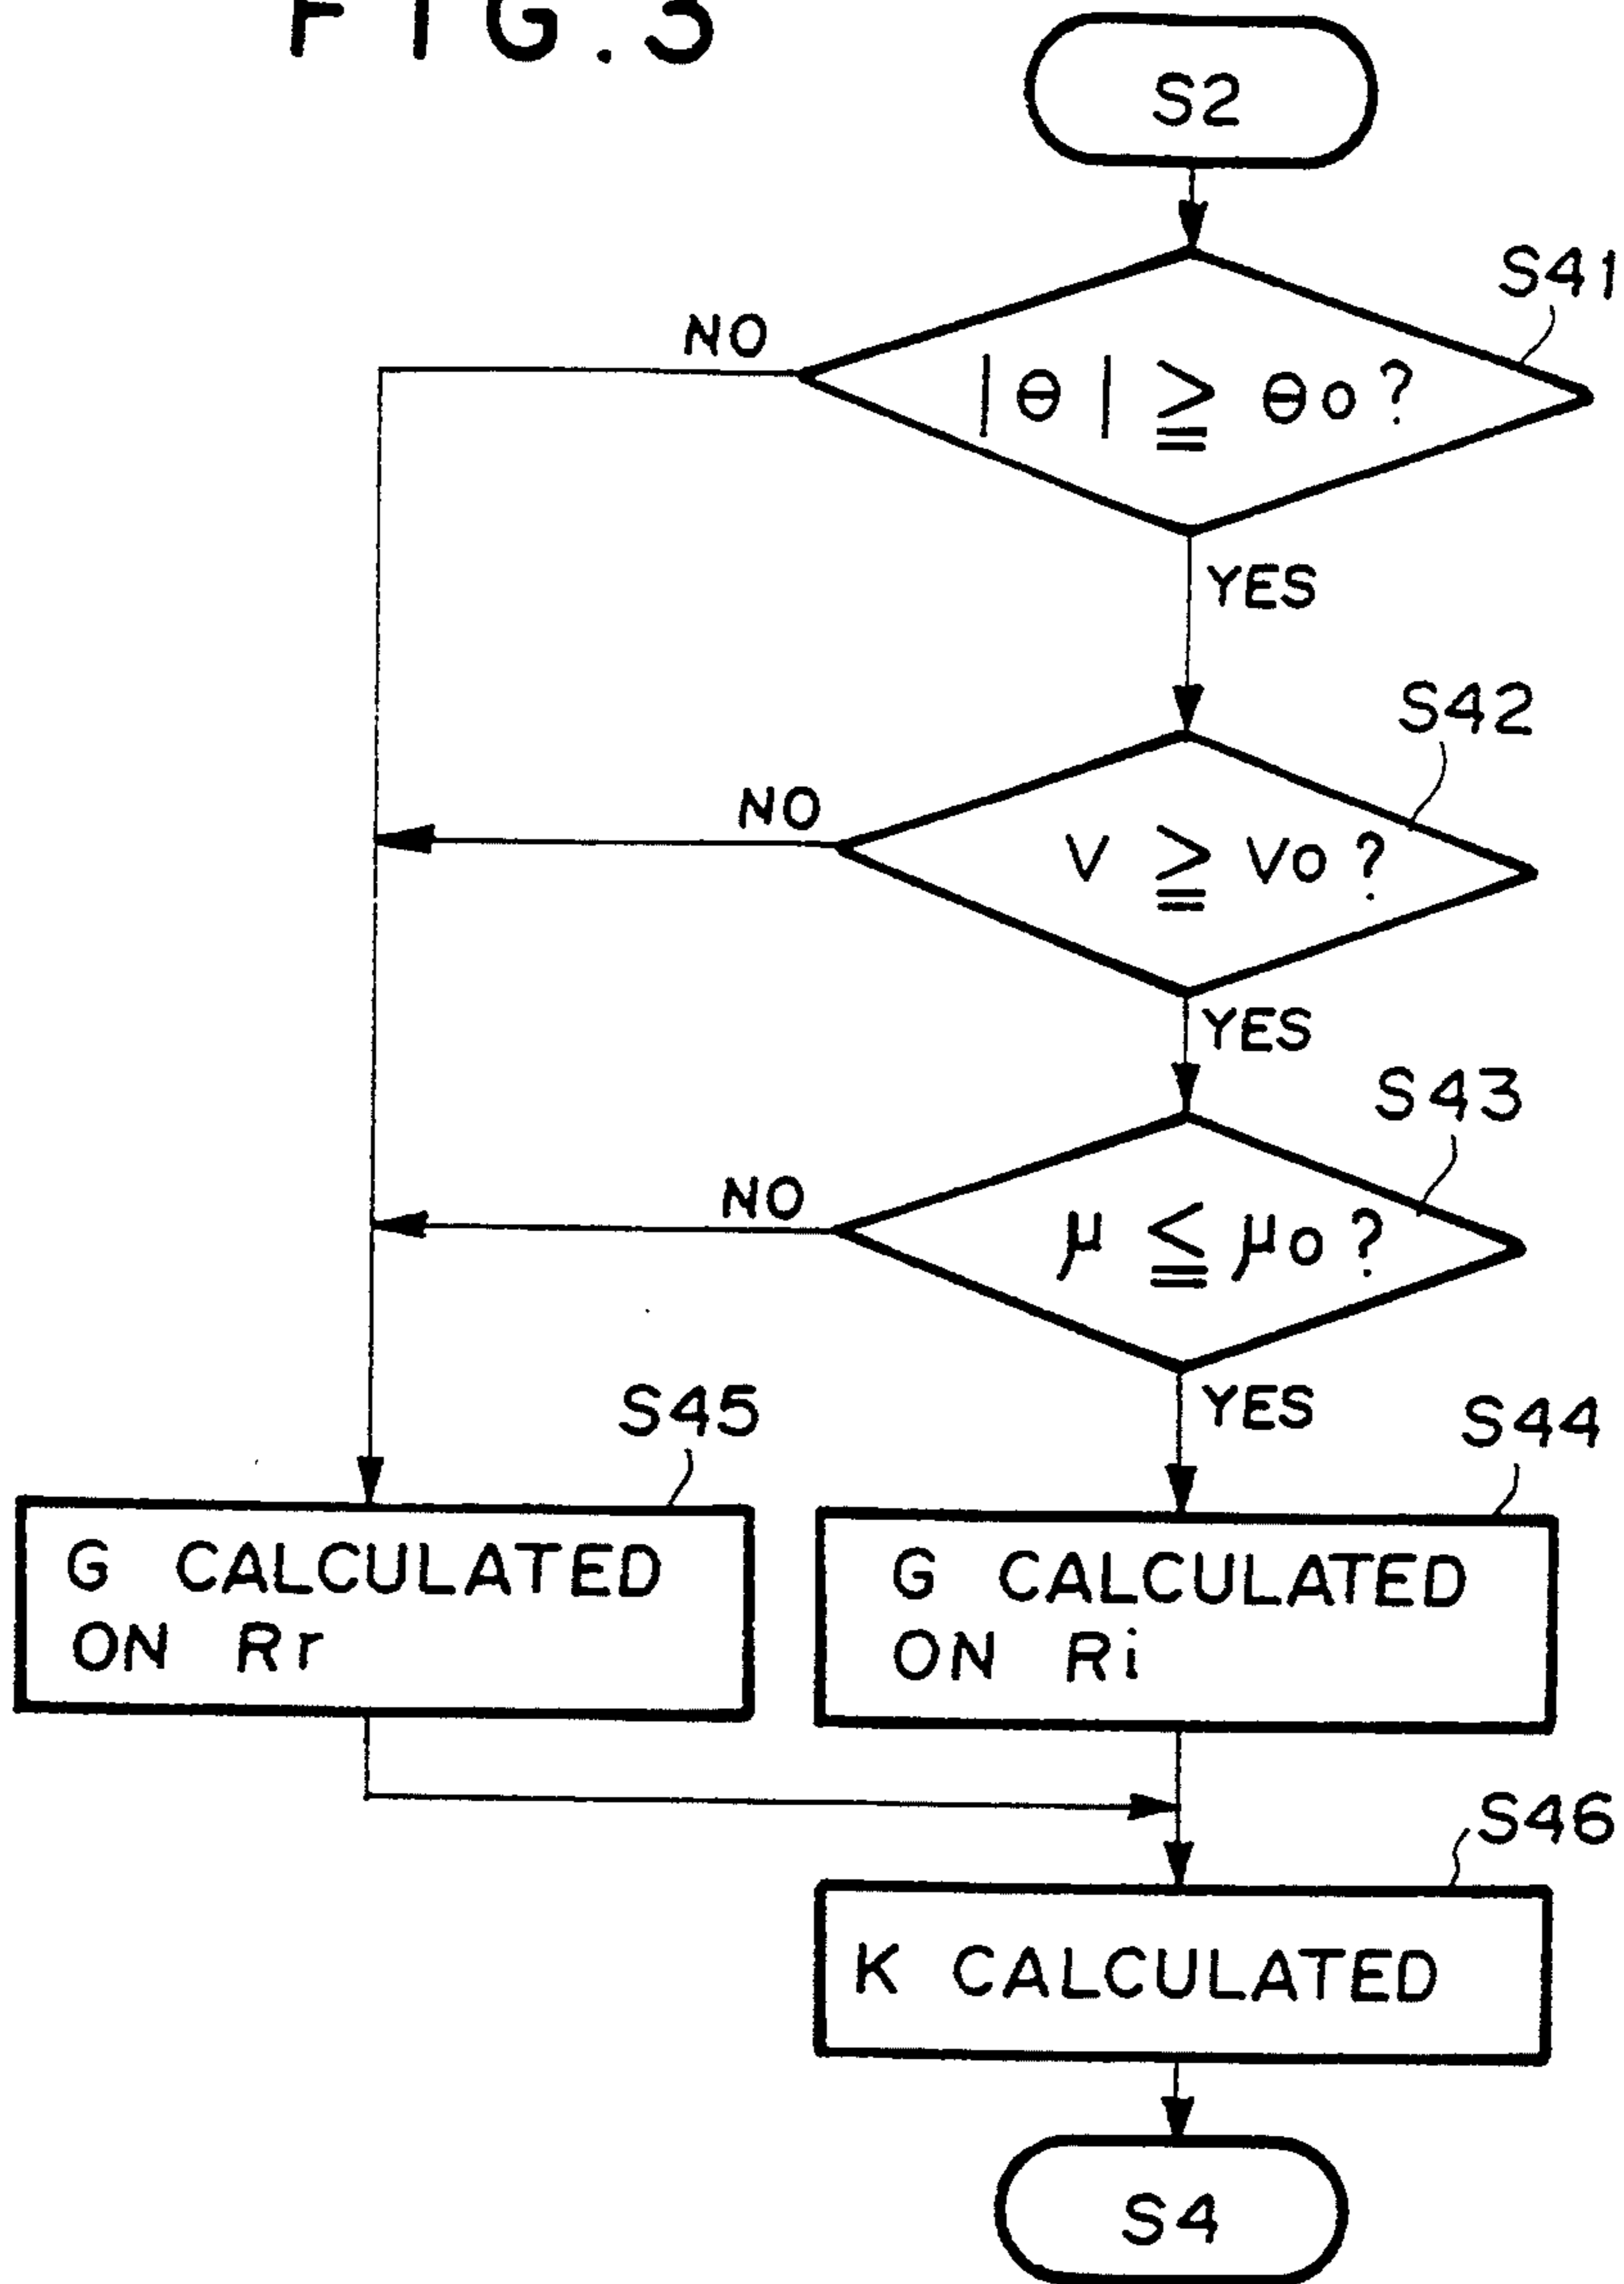 FIG. 3
S2
S41
NO
|θ| ≧ θo?
YES
S42
NO
V ≧ Vo?
YES
S43
NO
μ ≦ μo?
YES
S45
S44
G CALCULATED
ON Rr
G CALCULATED
ON Ri
S46
K CALCULATED
S4